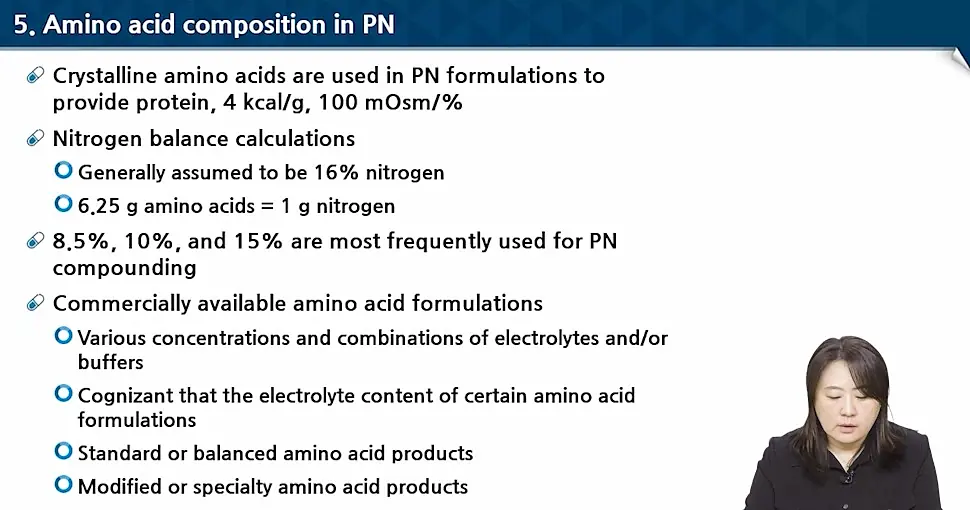 5. Amino acid composition in PN
Crystalline amino acids are used in PN formulations to
provide protein, 4 kcal/g, 100 mOsm/%
Nitrogen balance calculations
Generally assumed to be 16% nitrogen
6.25 g amino acids = 1 g nitrogen
8.5%, 10%, and 15% are most frequently used for PN
compounding
Commercially available amino acid formulations
Various concentrations and combinations of electrolytes and/or
buffers
Cognizant that the electrolyte content of certain amino acid
formulations
Standard or balanced amino acid products
Modified or specialty amino acid products